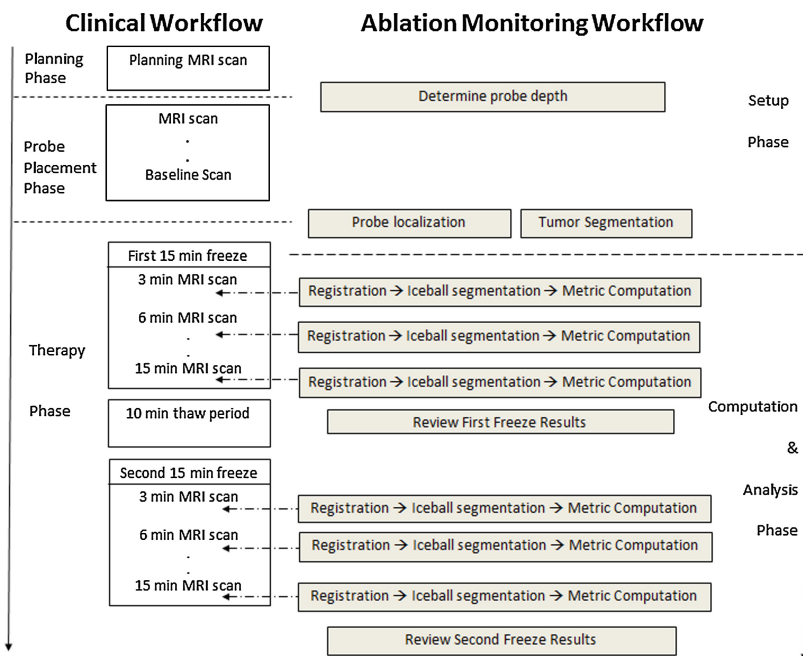 Clinical Workflow
Ablation Monitoring Workflow
Planning
Phase
Planning MRI scan
Determine probe depth
Setup
Phase
Probe
Placement
Phase
MRI scan
.
.
Baseline Scan
Probe localization
Tumor Segmentation
Therapy
Phase
First 15 min freeze
3 min MRI scan
Registration → Iceball segmentation → Metric Computation
6 min MRI scan
Registration → Iceball segmentation → Metric Computation
.
.
15 min MRI scan
Registration → Iceball segmentation → Metric Computation
10 min thaw period
Review First Freeze Results
Computation
&
Analysis
Phase
Second 15 min freeze
3 min MRI scan
Registration → Iceball segmentation → Metric Computation
6 min MRI scan
Registration → Iceball segmentation → Metric Computation
.
.
15 min MRI scan
Registration → Iceball segmentation → Metric Computation
Review Second Freeze Results